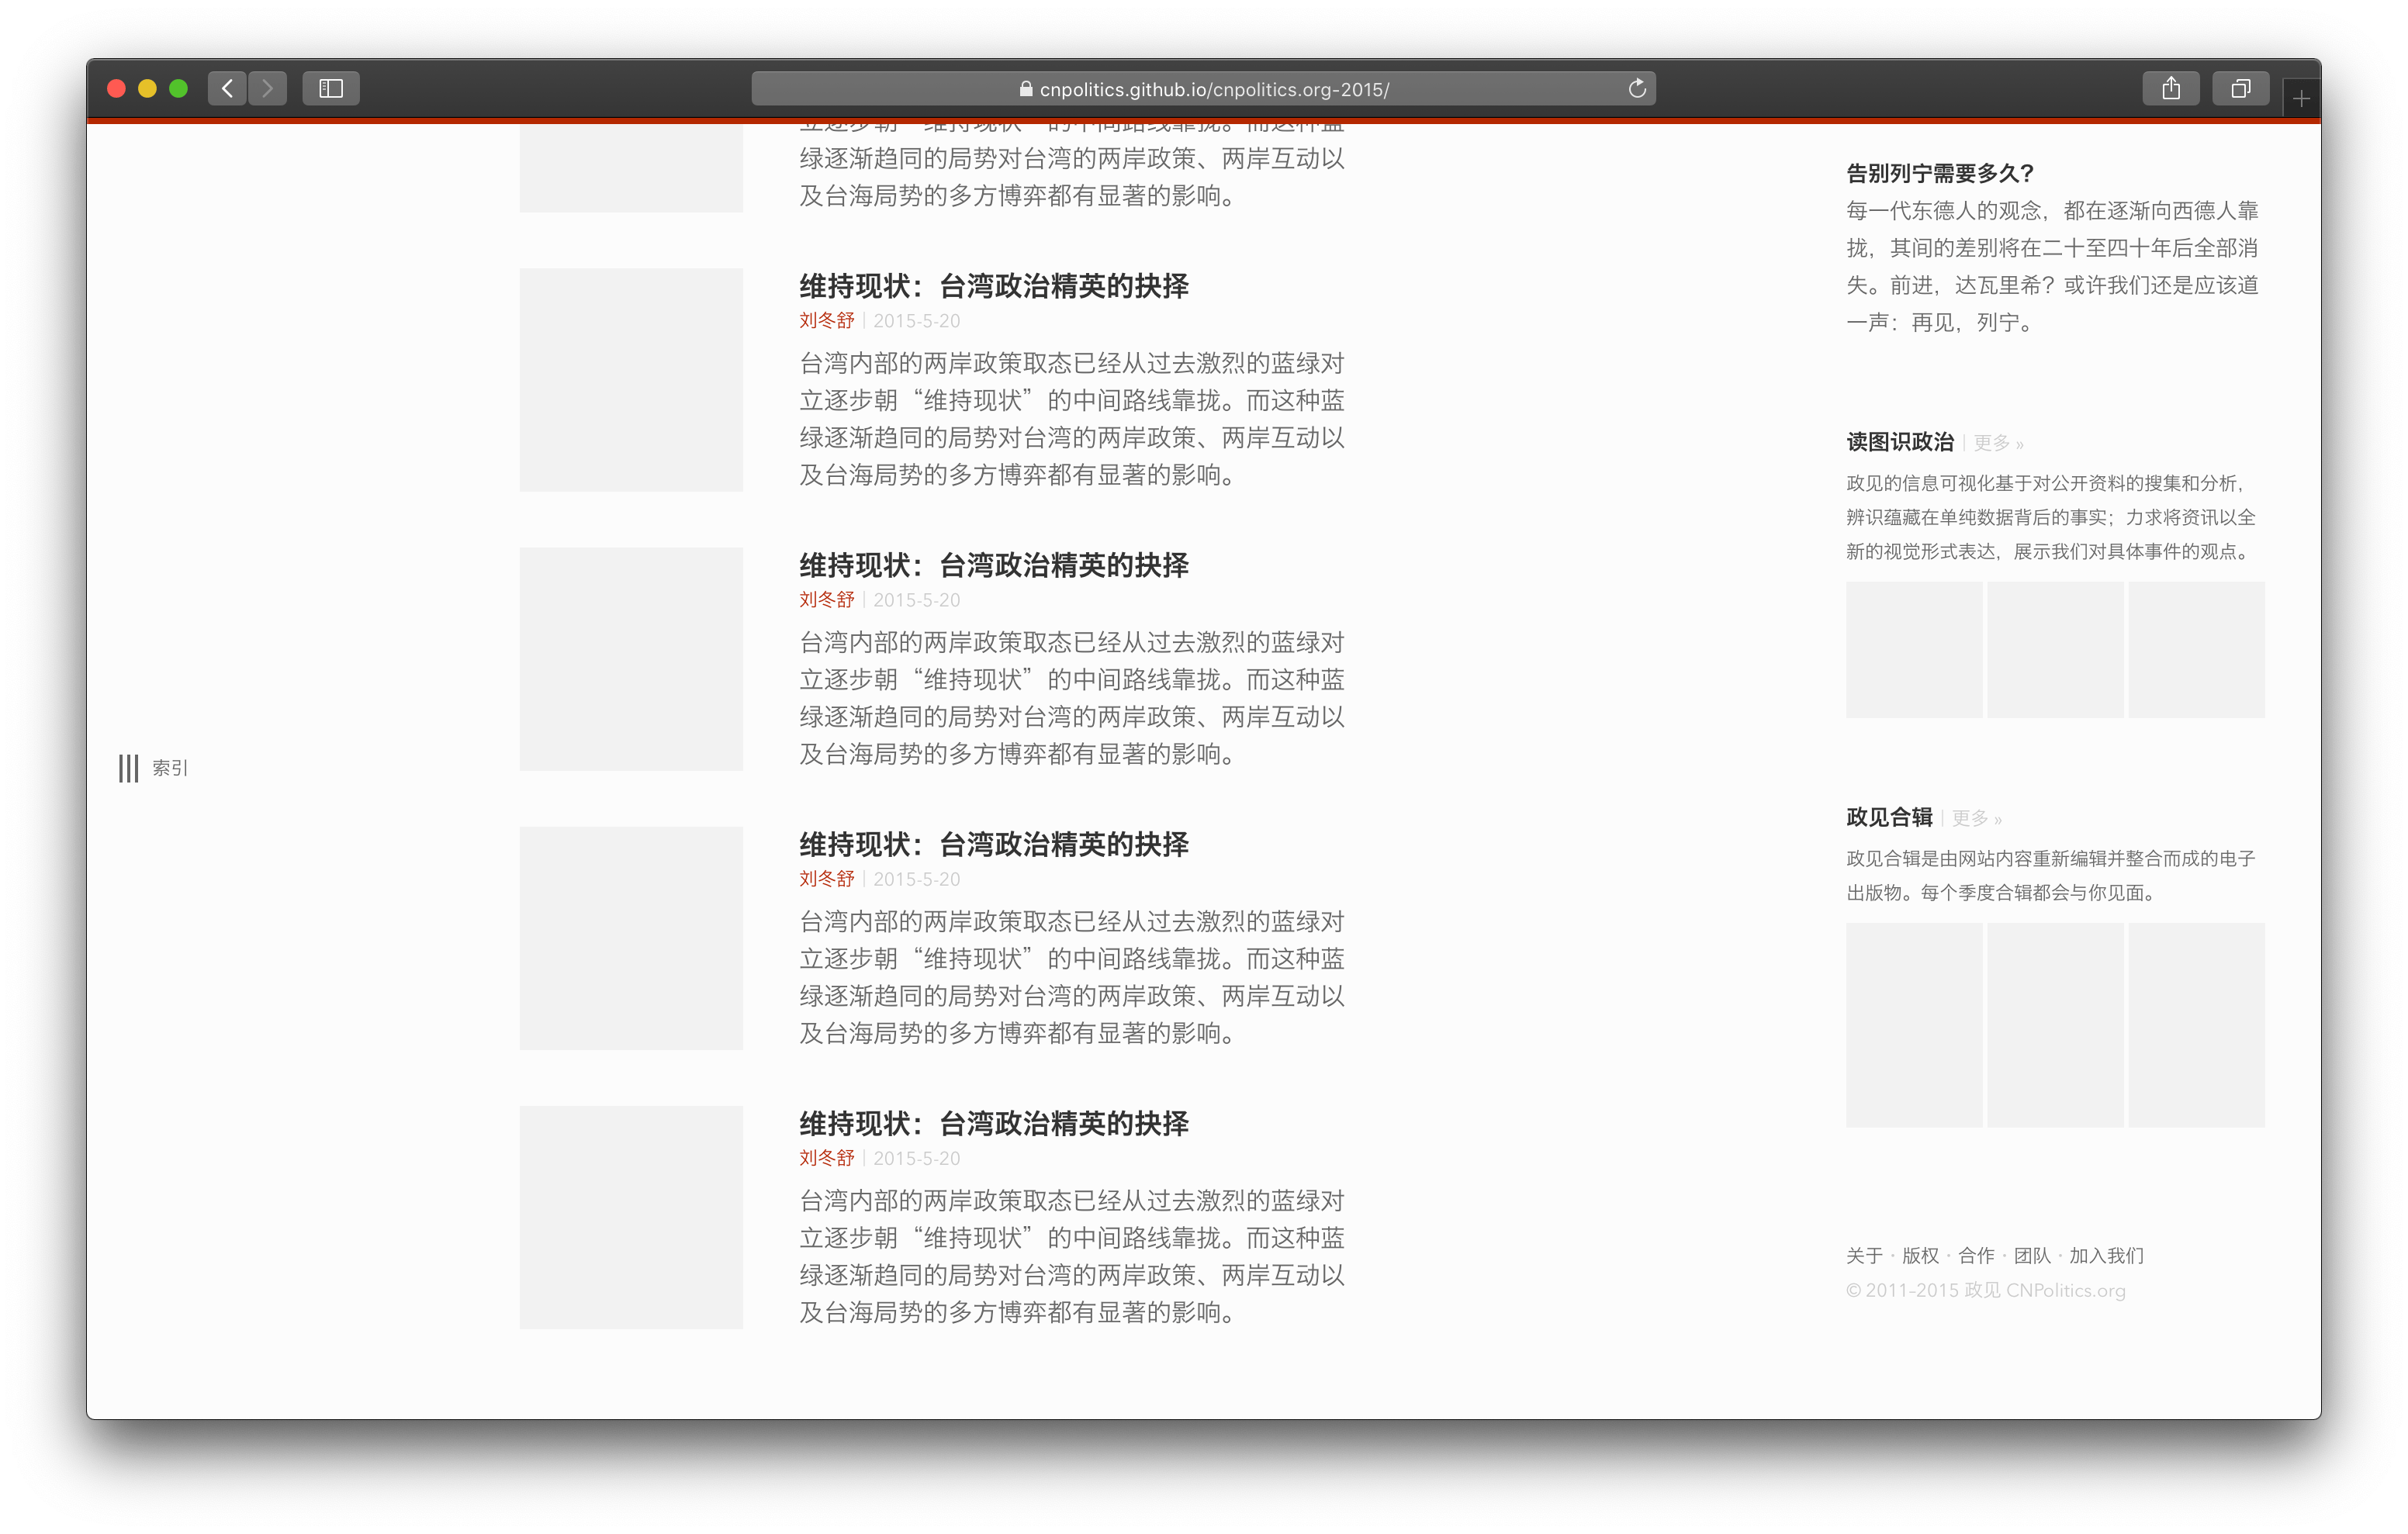 cnpolitics.github.io/cnpolitics.org-2015/
立逐步朝“维持现状”的中间路线靠拢。而这种蓝
绿逐渐趋同的局势对台湾的两岸政策、两岸互动以
及台海局势的多方博弈都有显著的影响。
维持现状：台湾政治精英的抉择
刘冬舒 | 2015-5-20
台湾内部的两岸政策取态已经从过去激烈的蓝绿对
立逐步朝“维持现状”的中间路线靠拢。而这种蓝
绿逐渐趋同的局势对台湾的两岸政策、两岸互动以
及台海局势的多方博弈都有显著的影响。
维持现状：台湾政治精英的抉择
刘冬舒 | 2015-5-20
台湾内部的两岸政策取态已经从过去激烈的蓝绿对
立逐步朝“维持现状”的中间路线靠拢。而这种蓝
绿逐渐趋同的局势对台湾的两岸政策、两岸互动以
及台海局势的多方博弈都有显著的影响。
维持现状：台湾政治精英的抉择
刘冬舒 | 2015-5-20
台湾内部的两岸政策取态已经从过去激烈的蓝绿对
立逐步朝“维持现状”的中间路线靠拢。而这种蓝
绿逐渐趋同的局势对台湾的两岸政策、两岸互动以
及台海局势的多方博弈都有显著的影响。
维持现状：台湾政治精英的抉择
刘冬舒 | 2015-5-20
台湾内部的两岸政策取态已经从过去激烈的蓝绿对
立逐步朝“维持现状”的中间路线靠拢。而这种蓝
绿逐渐趋同的局势对台湾的两岸政策、两岸互动以
及台海局势的多方博弈都有显著的影响。
索引
告别列宁需要多久？
每一代东德人的观念，都在逐渐向西德人靠
拢，其间的差别将在二十至四十年后全部消
失。前进，达瓦里希？或许我们还是应该道
一声：再见，列宁。
读图识政治 | 更多 »
政见的信息可视化基于对公开资料的搜集和分析，
辨识蕴藏在单纯数据背后的事实；力求将资讯以全
新的视觉形式表达，展示我们对具体事件的观点。
政见合辑 | 更多 »
政见合辑是由网站内容重新编辑并整合而成的电子
出版物。每个季度合辑都会与你见面。
关于 · 版权 · 合作 · 团队 · 加入我们
© 2011-2015 政见 CNPolitics.org